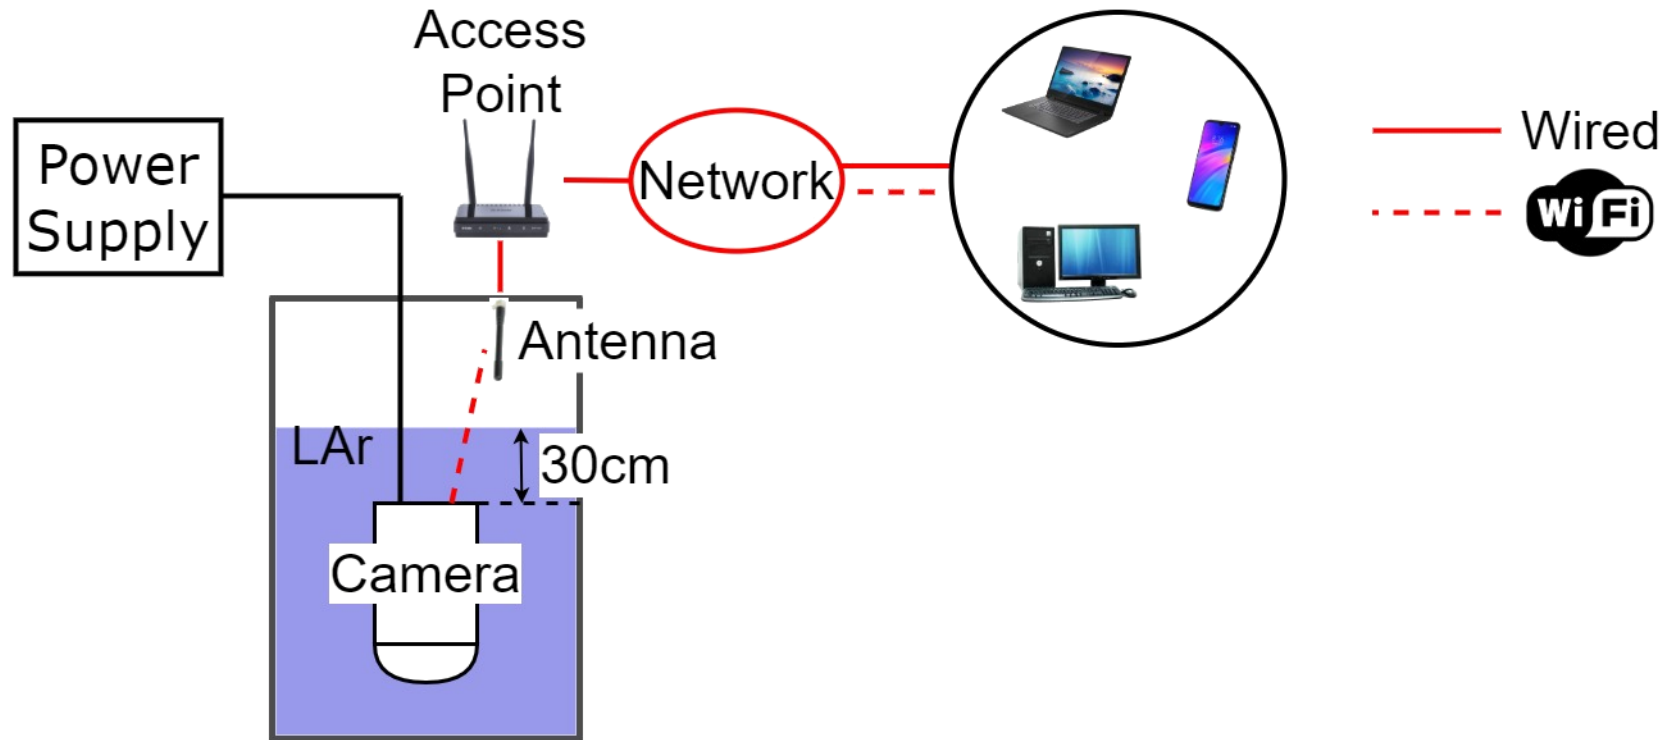 Access
Point
Power
Supply
Network
Wired
WiFi
Antenna
LAr
30cm
Camera